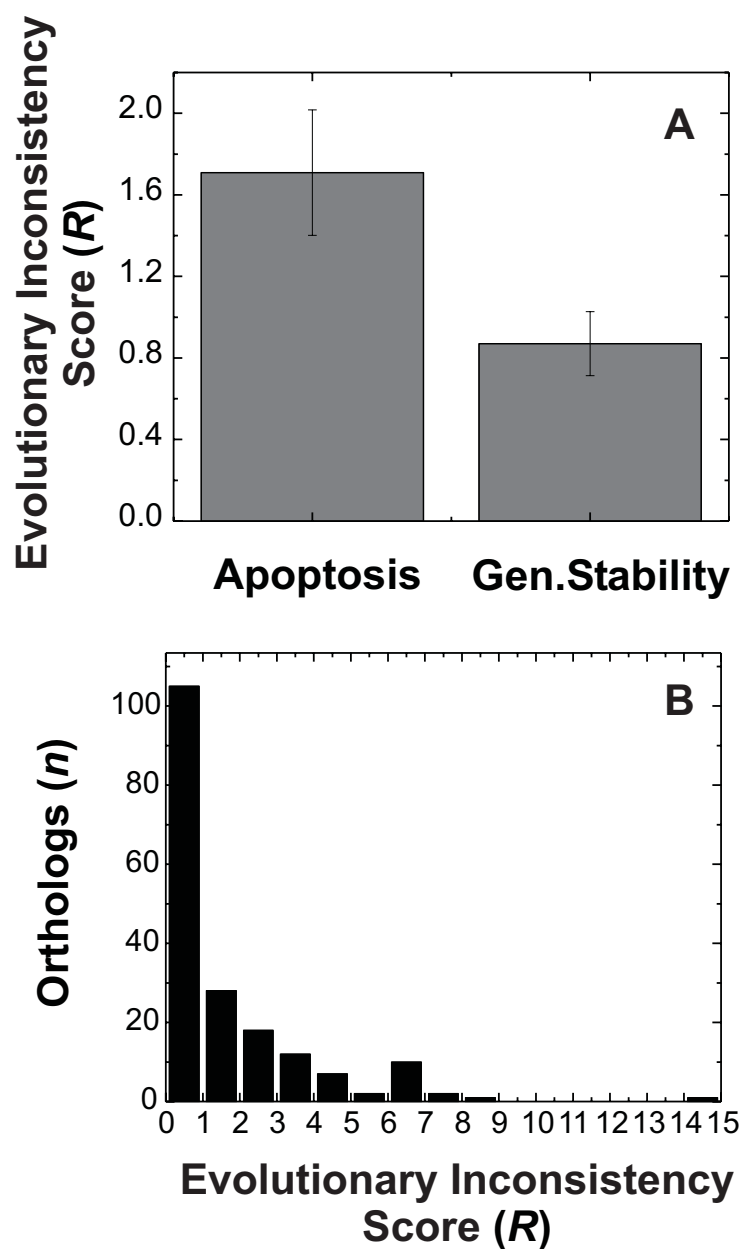 Evolutionary Inconsistency
Score (R)
2.0
1.6
1.2
0.8
0.4
0.0
A
Apoptosis Gen.Stability
Orthologs (n)
100
80
60
40
20
0
B
0 1 2 3 4 5 6 7 8 9 10 11 12 13 14 15
Evolutionary Inconsistency
Score (R)